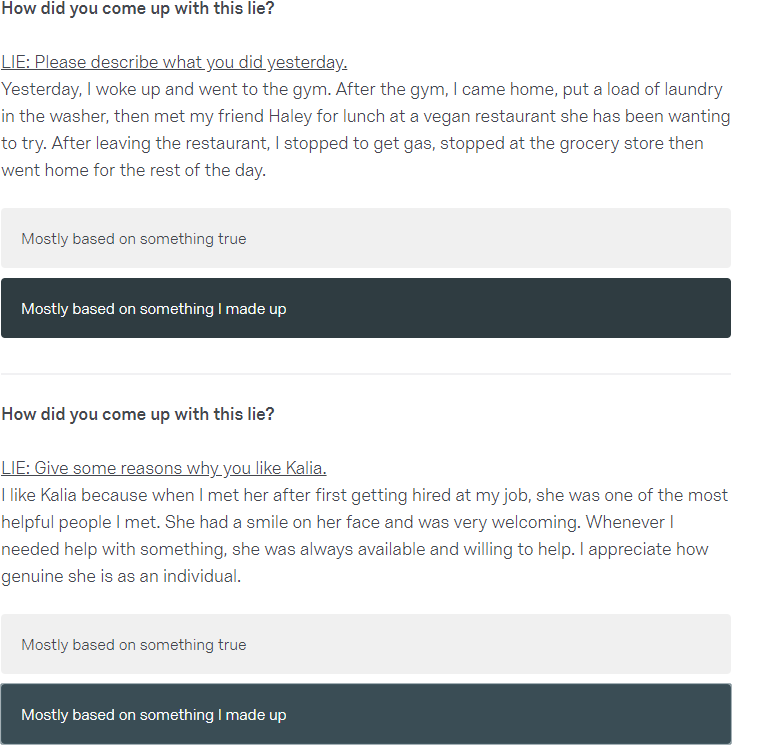 How did you come up with this lie?
LIE: Please describe what you did yesterday.
Yesterday, I woke up and went to the gym. After the gym, I came home, put a load of laundry
in the washer, then met my friend Haley for lunch at a vegan restaurant she has been wanting
to try. After leaving the restaurant, I stopped to get gas, stopped at the grocery store then
went home for the rest of the day.
Mostly based on something true
Mostly based on something I made up
How did you come up with this lie?
LIE: Give some reasons why you like Kalia.
I like Kalia because when I met her after first getting hired at my job, she was one of the most
helpful people I met. She had a smile on her face and was very welcoming. Whenever I
needed help with something, she was always available and willing to help. I appreciate how
genuine she is as an individual.
Mostly based on something true
Mostly based on something I made up